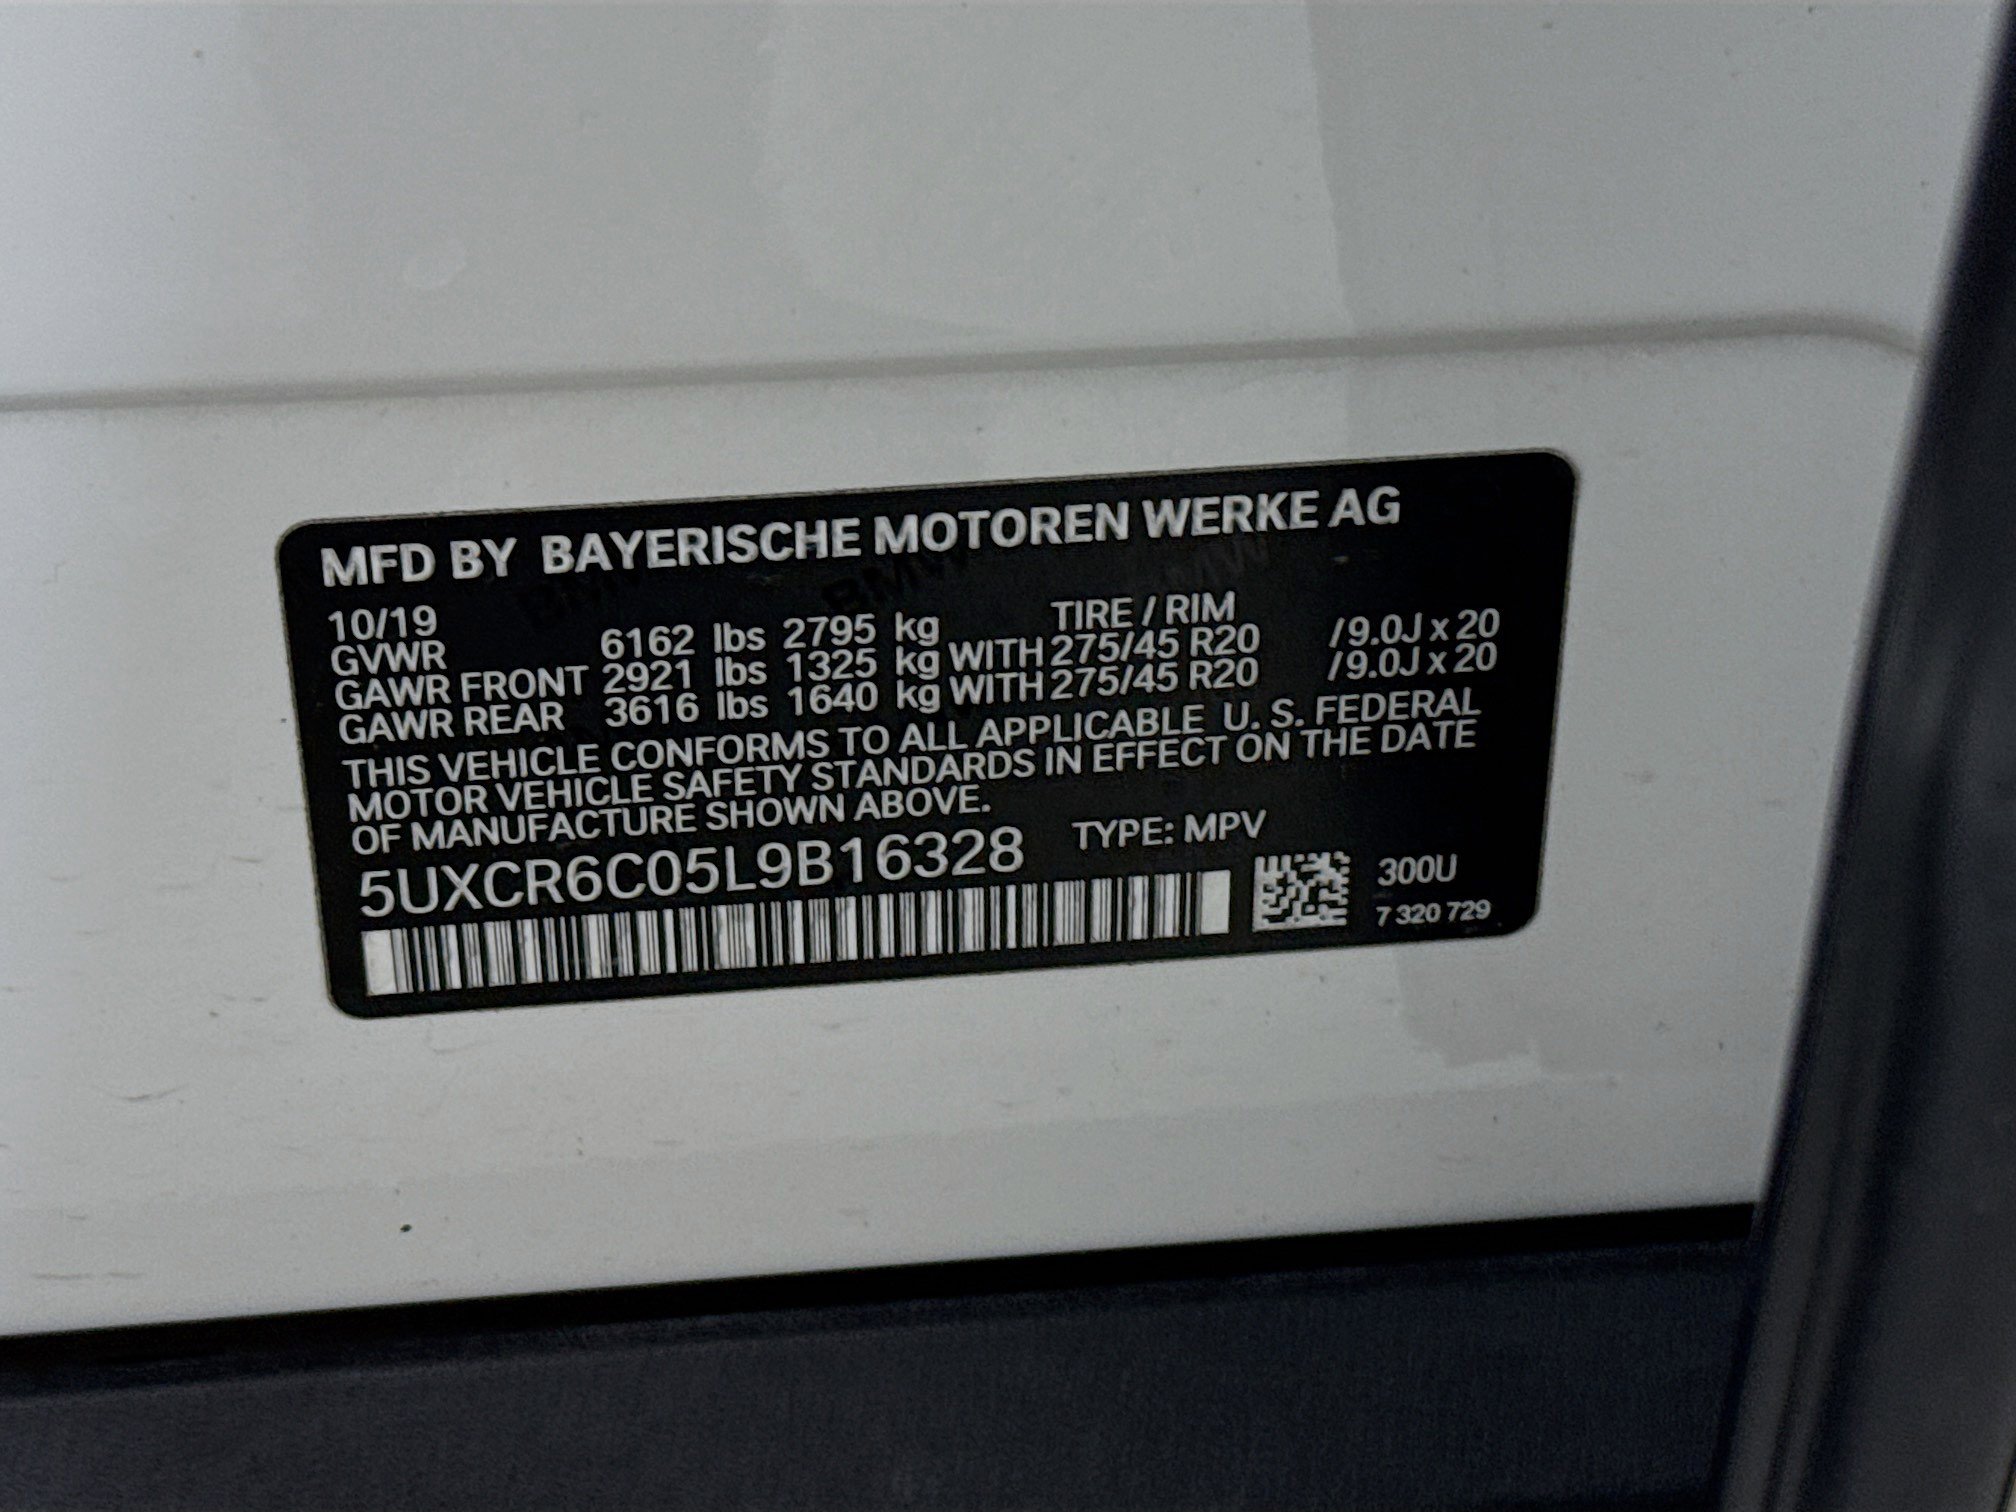 MFD BY BAYERISCHE MOTOREN WERKE AG
10/19 TIRE / RIM
GVWR 6162 lbs 2795 kg
GAWR FRONT 2921 lbs 1325 kg WITH 275/45 R20 /9.0J x 20
GAWR REAR 3616 lbs 1640 kg WITH 275/45 R20 /9.0J x 20
THIS VEHICLE CONFORMS TO ALL APPLICABLE U. S. FEDERAL
MOTOR VEHICLE SAFETY STANDARDS IN EFFECT ON THE DATE
OF MANUFACTURE SHOWN ABOVE.
5UXCR6C05L9B16328 TYPE: MPV
300U
7 320 729